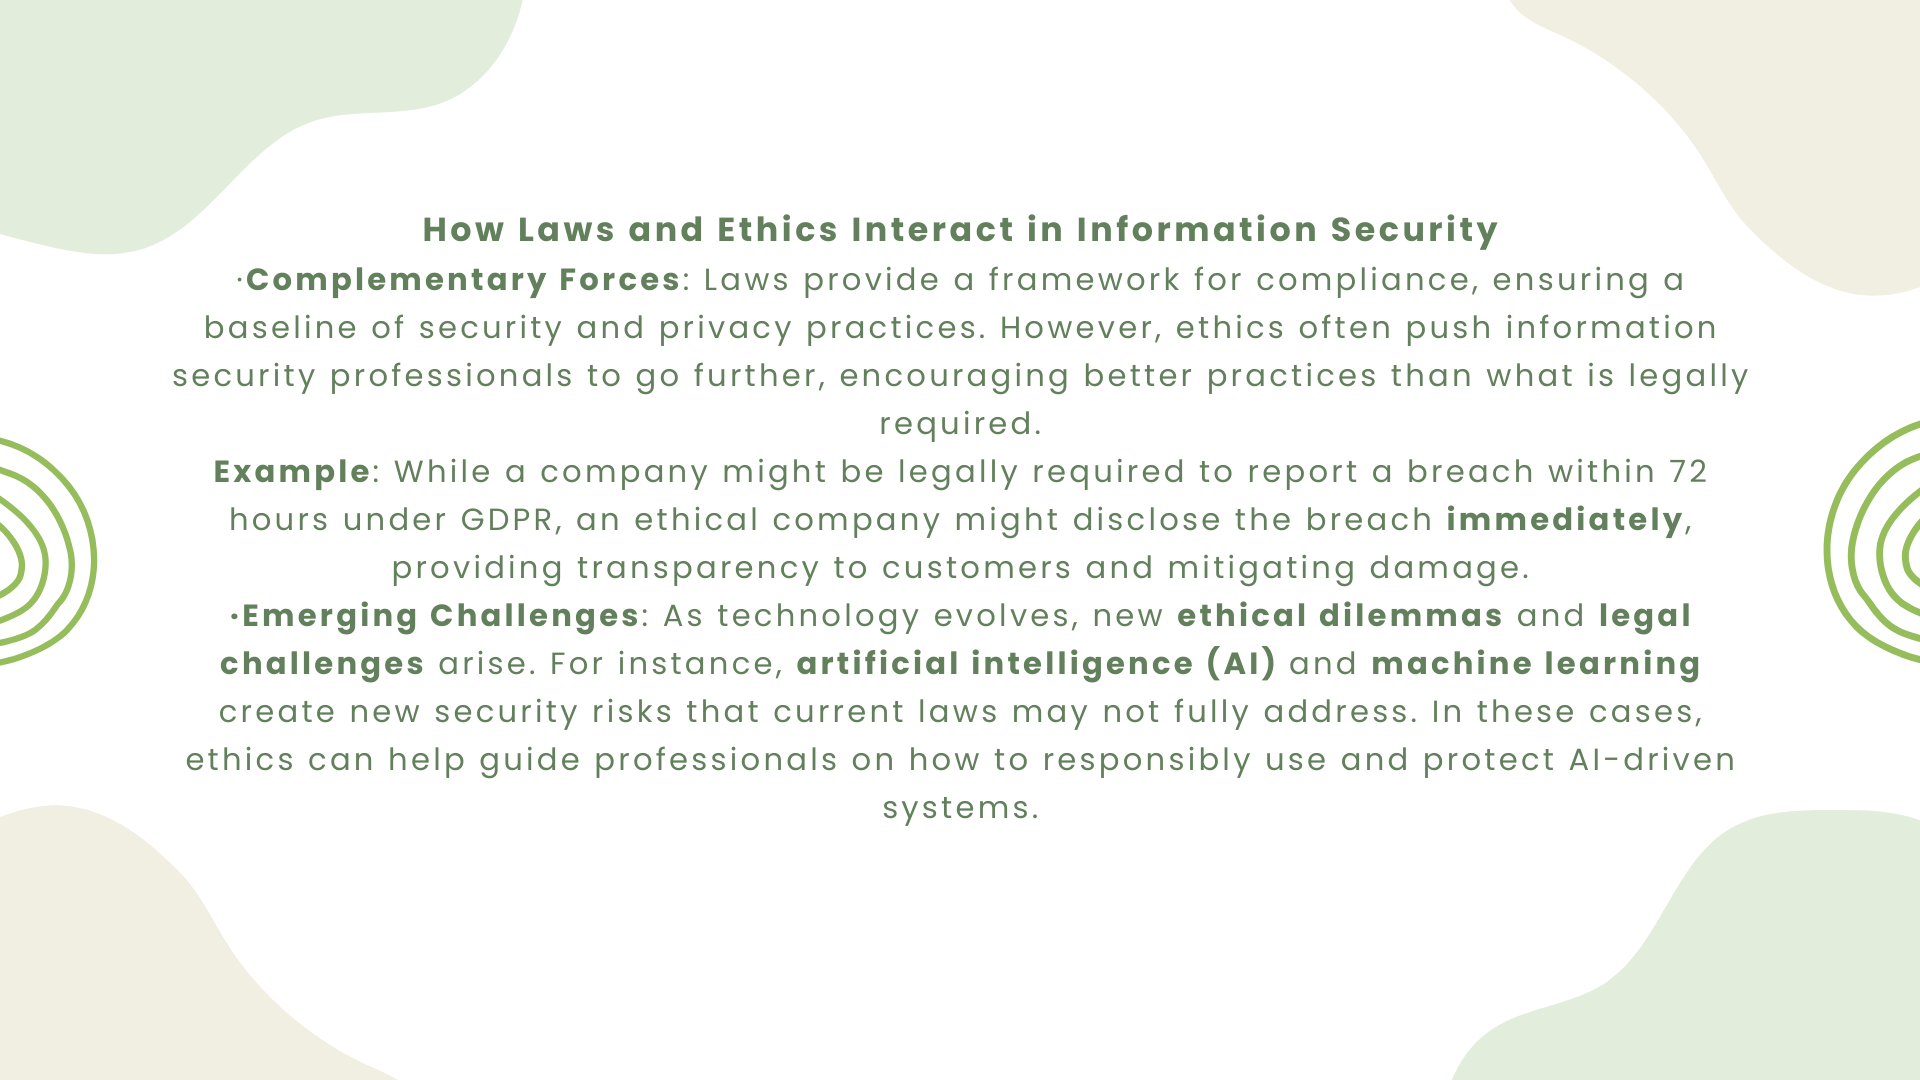 How Laws and Ethics Interact in Information Security
·Complementary Forces: Laws provide a framework for compliance, ensuring a
baseline of security and privacy practices. However, ethics often push information
security professionals to go further, encouraging better practices than what is legally
required.
Example: While a company might be legally required to report a breach within 72
hours under GDPR, an ethical company might disclose the breach immediately,
providing transparency to customers and mitigating damage.
·Emerging Challenges: As technology evolves, new ethical dilemmas and legal
challenges arise. For instance, artificial intelligence (AI) and machine learning
create new security risks that current laws may not fully address. In these cases,
ethics can help guide professionals on how to responsibly use and protect AI-driven
systems.